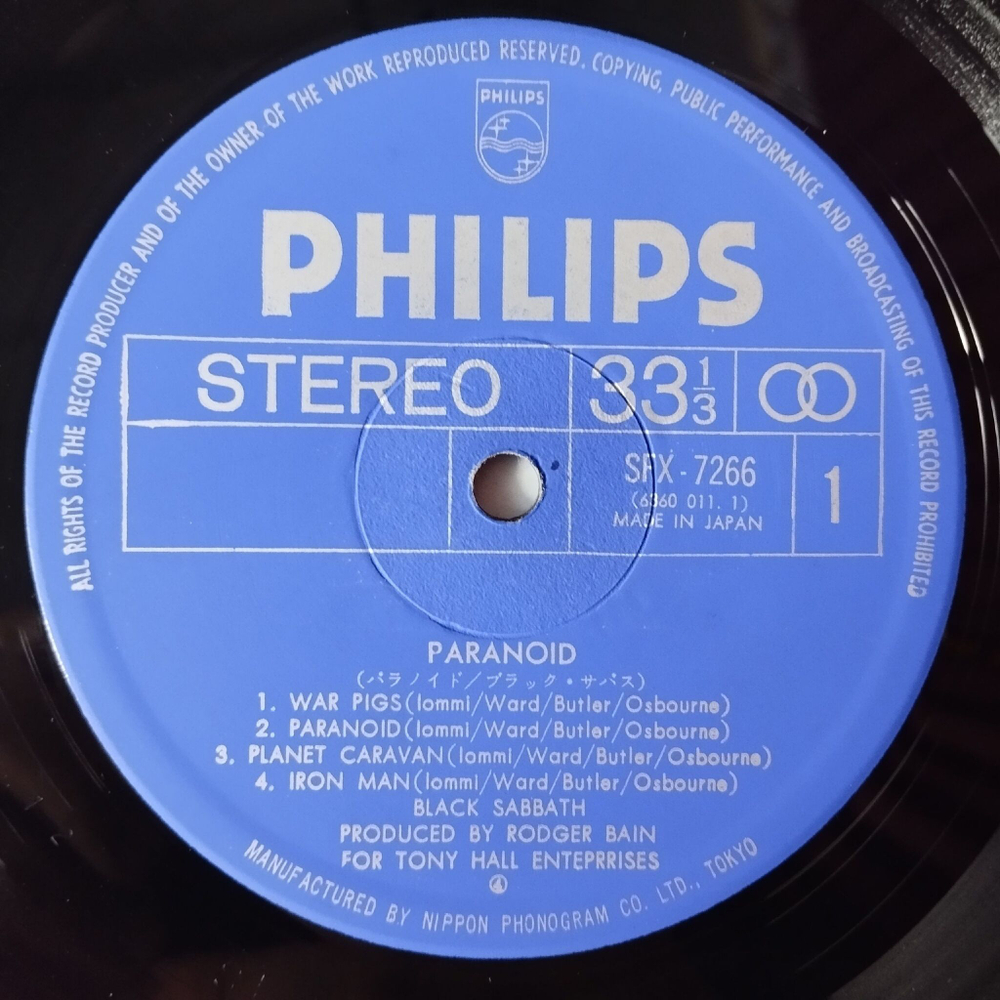 ALL RIGHTS OF THE RECORD PRODUCER AND OF THE OWNER OF THE WORK REPRODUCED RESERVED. COPYING, PUBLIC PERFORMANCE AND BROADCASTING OF THIS RECORD PROHIBITED
PHILIPS
PHILIPS
STEREO 33 1/3
SFX-7266 1
(6360 011. 1)
MADE IN JAPAN
PARANOID
(パラノイド/ブラック・サバス)
1. WAR PIGS(Iommi/Ward/Butler/Osbourne)
2. PARANOID(Iommi/Ward/Butler/Osbourne)
3. PLANET CARAVAN(Iommi/Ward/Butler/Osbourne)
4. IRON MAN(Iommi/Ward/Butler/Osbourne)
BLACK SABBATH
PRODUCED BY RODGER BAIN
FOR TONY HALL ENTEPRRISES
MANUFACTURED BY NIPPON PHONOGRAM CO. LTD., TOKYO